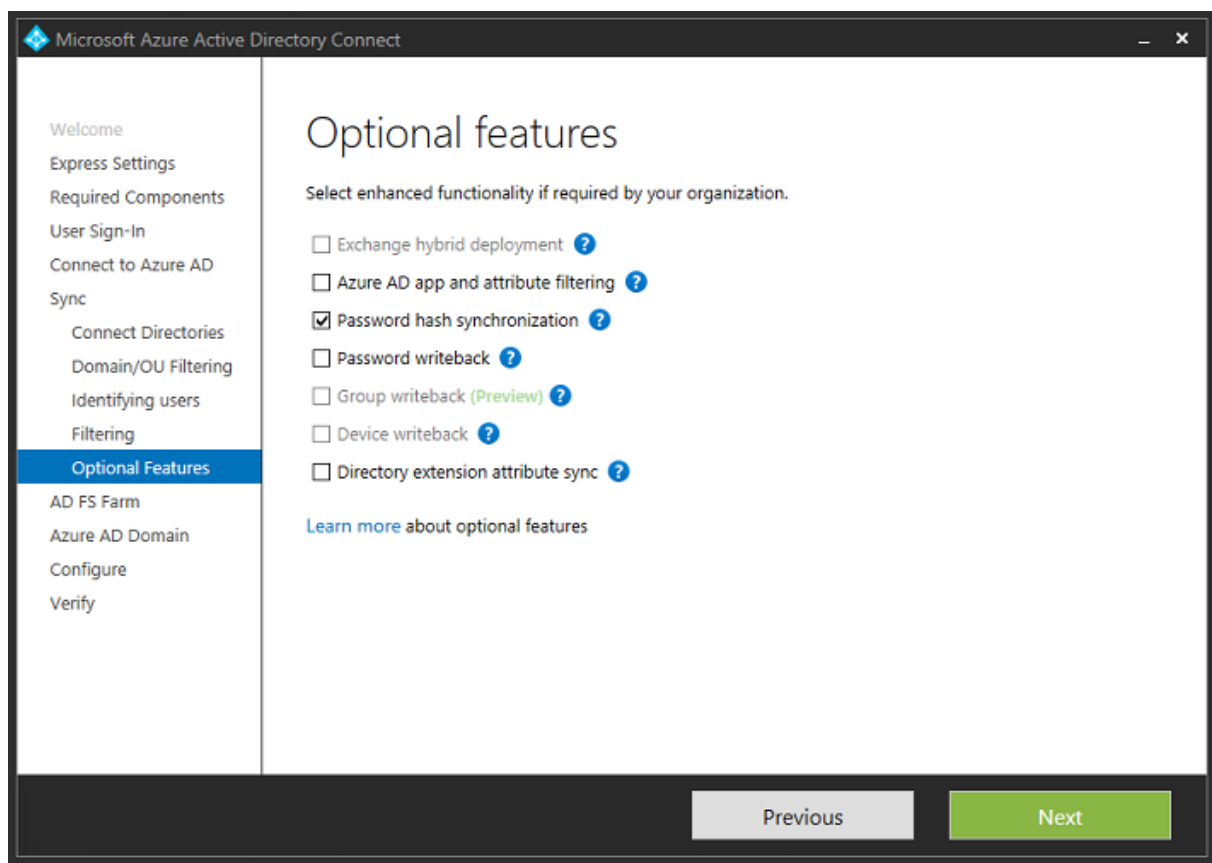 Microsoft Azure Active Directory Connect
Welcome
Express Settings
Required Components
User Sign-In
Connect to Azure AD
Sync
Connect Directories
Domain/OU Filtering
Identifying users
Filtering
Optional Features
AD FS Farm
Azure AD Domain
Configure
Verify
Optional features
Select enhanced functionality if required by your organization.
Exchange hybrid deployment ?
Azure AD app and attribute filtering ?
Password hash synchronization ?
Password writeback ?
Group writeback (Preview) ?
Device writeback ?
Directory extension attribute sync ?
Learn more about optional features
Previous
Next